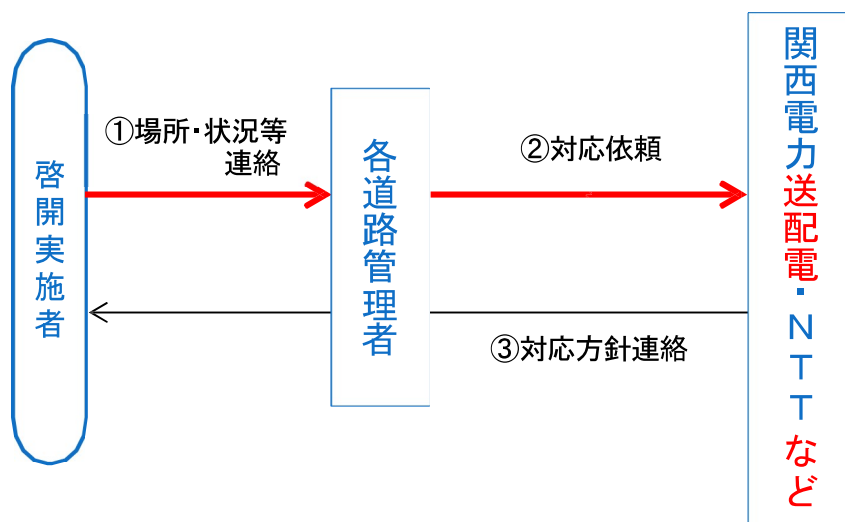 啓開実施者
①場所・状況等
連絡
各道路管理者
②対応依頼
③対応方針連絡
関西電力送配電・NTTなど